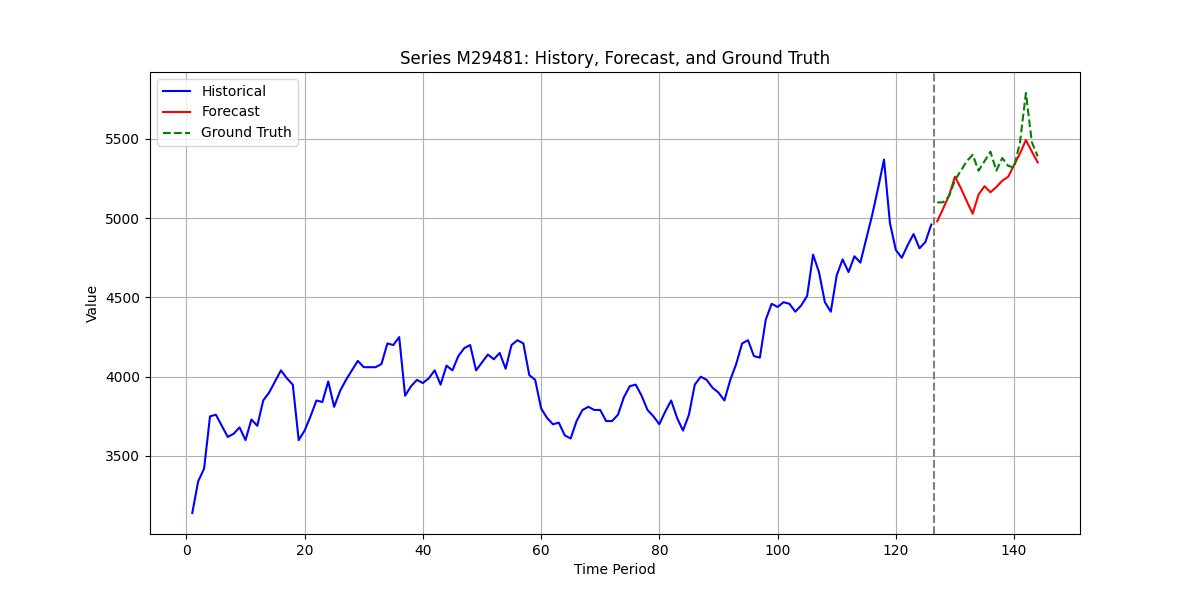 Series M29481: History, Forecast, and Ground Truth
Historical
Forecast
Ground Truth
5500
5000
4500
4000
3500
Value
0 20 40 60 80 100 120 140
Time Period